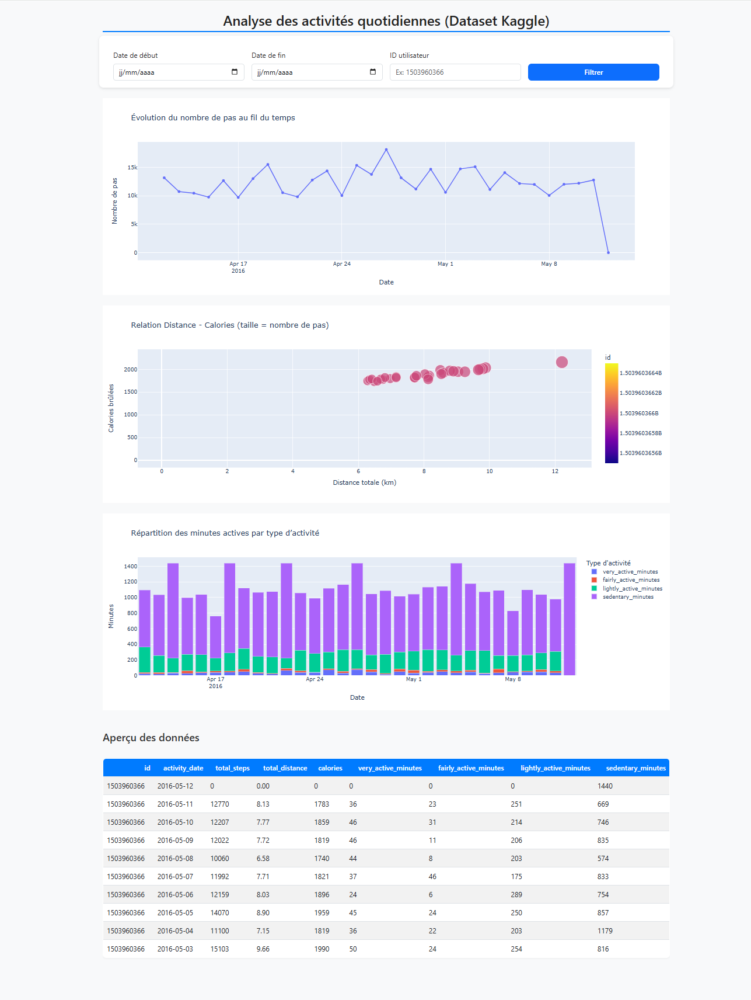 Analyse des activités quotidiennes (Dataset Kaggle)
Date de début
Date de fin
ID utilisateur
jj/mm/aaaa
jj/mm/aaaa
Ex: 1503960366
Filtrer
Évolution du nombre de pas au fil du temps
Nombre de pas
15k
10k
5k
0
Apr 17
2016
Apr 24
May 1
May 8
Date
Relation Distance - Calories (taille = nombre de pas)
Calories brûlées
2000
1500
1000
500
0
0 2 4 6 8 10 12
Distance totale (km)
id
1.5039603664B
1.5039603662B
1.503960366B
1.5039603658B
1.5039603656B
Répartition des minutes actives par type d’activité
Minutes
1400
1200
1000
800
600
400
200
0
Apr 17
2016
Apr 24
May 1
May 8
Date
Type d'activité
very_active_minutes
fairly_active_minutes
lightly_active_minutes
sedentary_minutes
Aperçu des données
id activity_date total_steps total_distance calories very_active_minutes fairly_active_minutes lightly_active_minutes sedentary_minutes
1503960366 2016-05-12 0 0.00 0 0 0 0 1440
1503960366 2016-05-11 12770 8.13 1783 36 23 251 669
1503960366 2016-05-10 12207 7.77 1859 46 31 214 746
1503960366 2016-05-09 12022 7.72 1819 46 11 206 835
1503960366 2016-05-08 10060 6.58 1740 44 8 203 574
1503960366 2016-05-07 11992 7.71 1821 37 46 175 833
1503960366 2016-05-06 12159 8.03 1896 24 6 289 754
1503960366 2016-05-05 14070 8.90 1959 45 24 250 857
1503960366 2016-05-04 11100 7.15 1819 36 22 203 1179
1503960366 2016-05-03 15103 9.66 1990 50 24 254 816